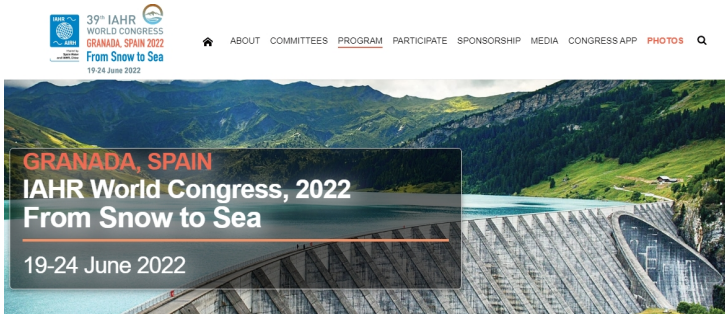 IAHR
AIRH
39th IAHR
WORLD CONGRESS
GRANADA, SPAIN 2022
From Snow to Sea
19-24 June 2022
ABOUT COMMITTEES PROGRAM PARTICIPATE SPONSORSHIP MEDIA CONGRESS APP PHOTOS
GRANADA, SPAIN
IAHR World Congress, 2022
From Snow to Sea
19-24 June 2022